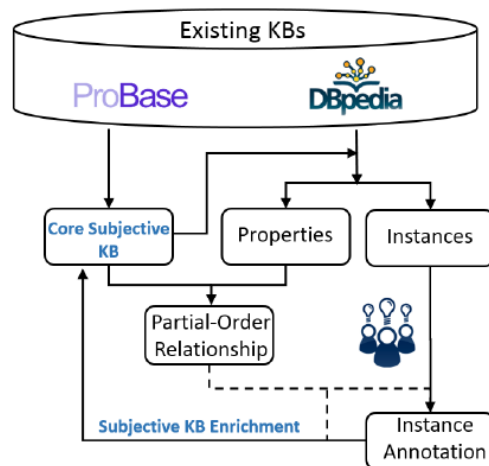 Existing KBs
ProBase
DBpedia
Core Subjective
KB
Properties
Instances
Partial-Order
Relationship
Subjective KB Enrichment
Instance
Annotation